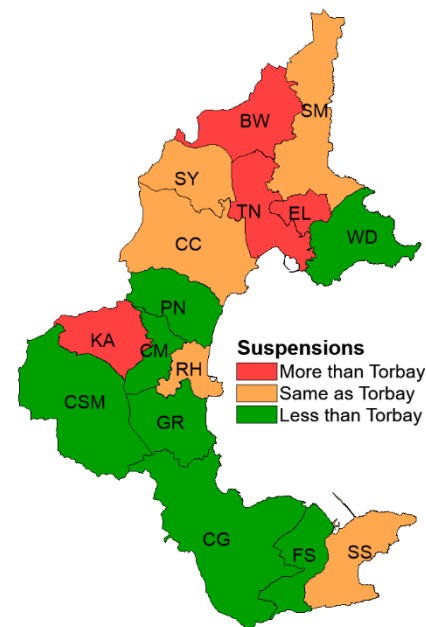 SM
BW
SY
TN
EL
CC
WD
PN
KA
CM
RH
Suspensions
More than Torbay
Same as Torbay
Less than Torbay
CSM
GR
CG
FS
SS